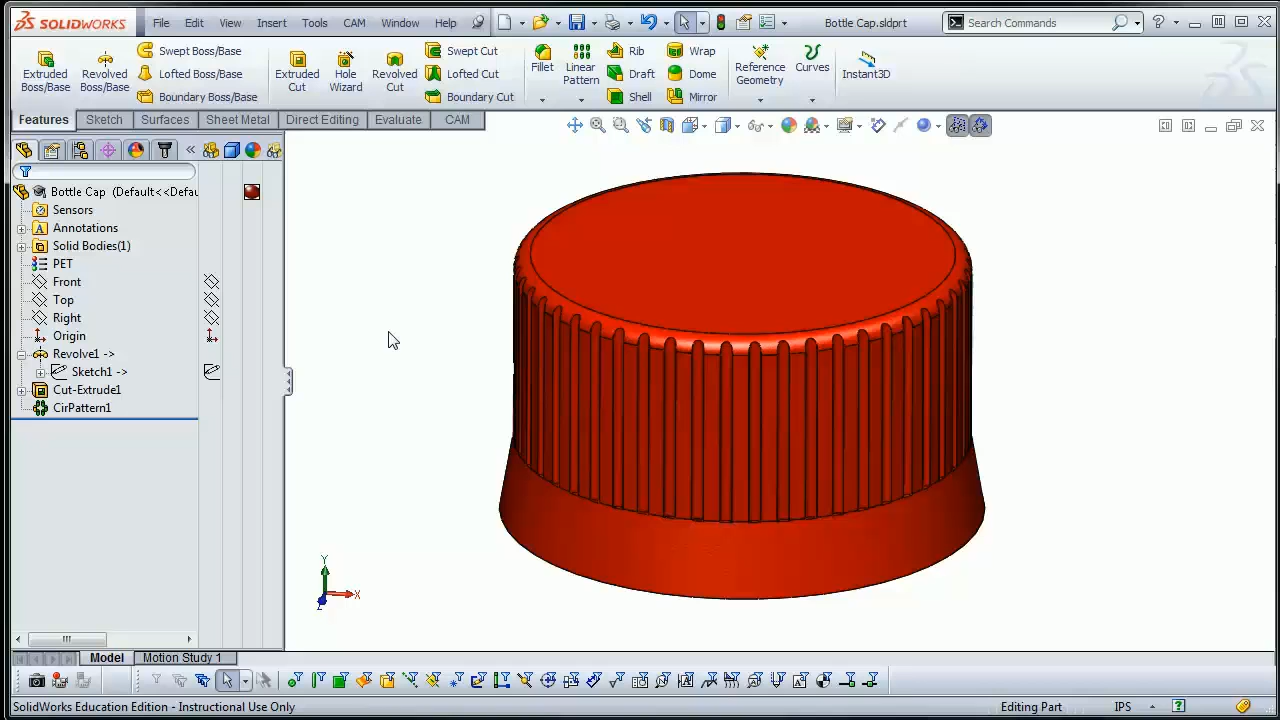 SOLIDWORKS File Edit View Insert Tools CAM Window Help Bottle Cap.sldprt Search Commands
Extruded Boss/Base
Revolved Boss/Base
Swept Boss/Base
Lofted Boss/Base
Boundary Boss/Base
Extruded Cut
Hole Wizard
Revolved Cut
Swept Cut
Lofted Cut
Boundary Cut
Fillet
Linear Pattern
Rib
Draft
Shell
Wrap
Dome
Mirror
Reference Geometry
Curves
Instant3D
Features Sketch Surfaces Sheet Metal Direct Editing Evaluate CAM
Bottle Cap (Default<<Defau
Sensors
Annotations
Solid Bodies(1)
PET
Front
Top
Right
Origin
Revolve1 ->
Sketch1 ->
Cut-Extrude1
CirPattern1
Y
X
Z
Model Motion Study 1
SolidWorks Education Edition - Instructional Use Only Editing Part IPS